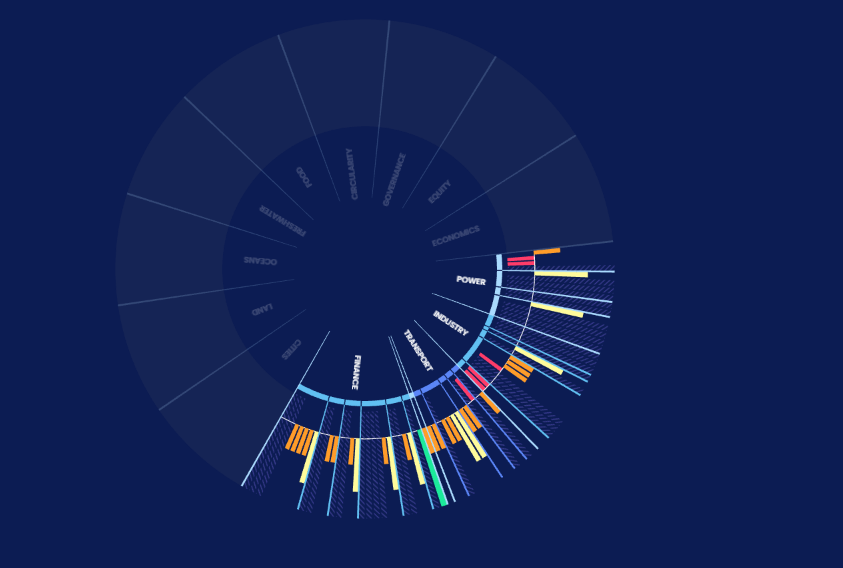 FOOD
CIRCULARITY
GOVERNANCE
EQUITY
ECONOMICS
FRESHWATER
OCEANS
LAND
CITIES
POWER
INDUSTRY
TRANSPORT
FINANCE